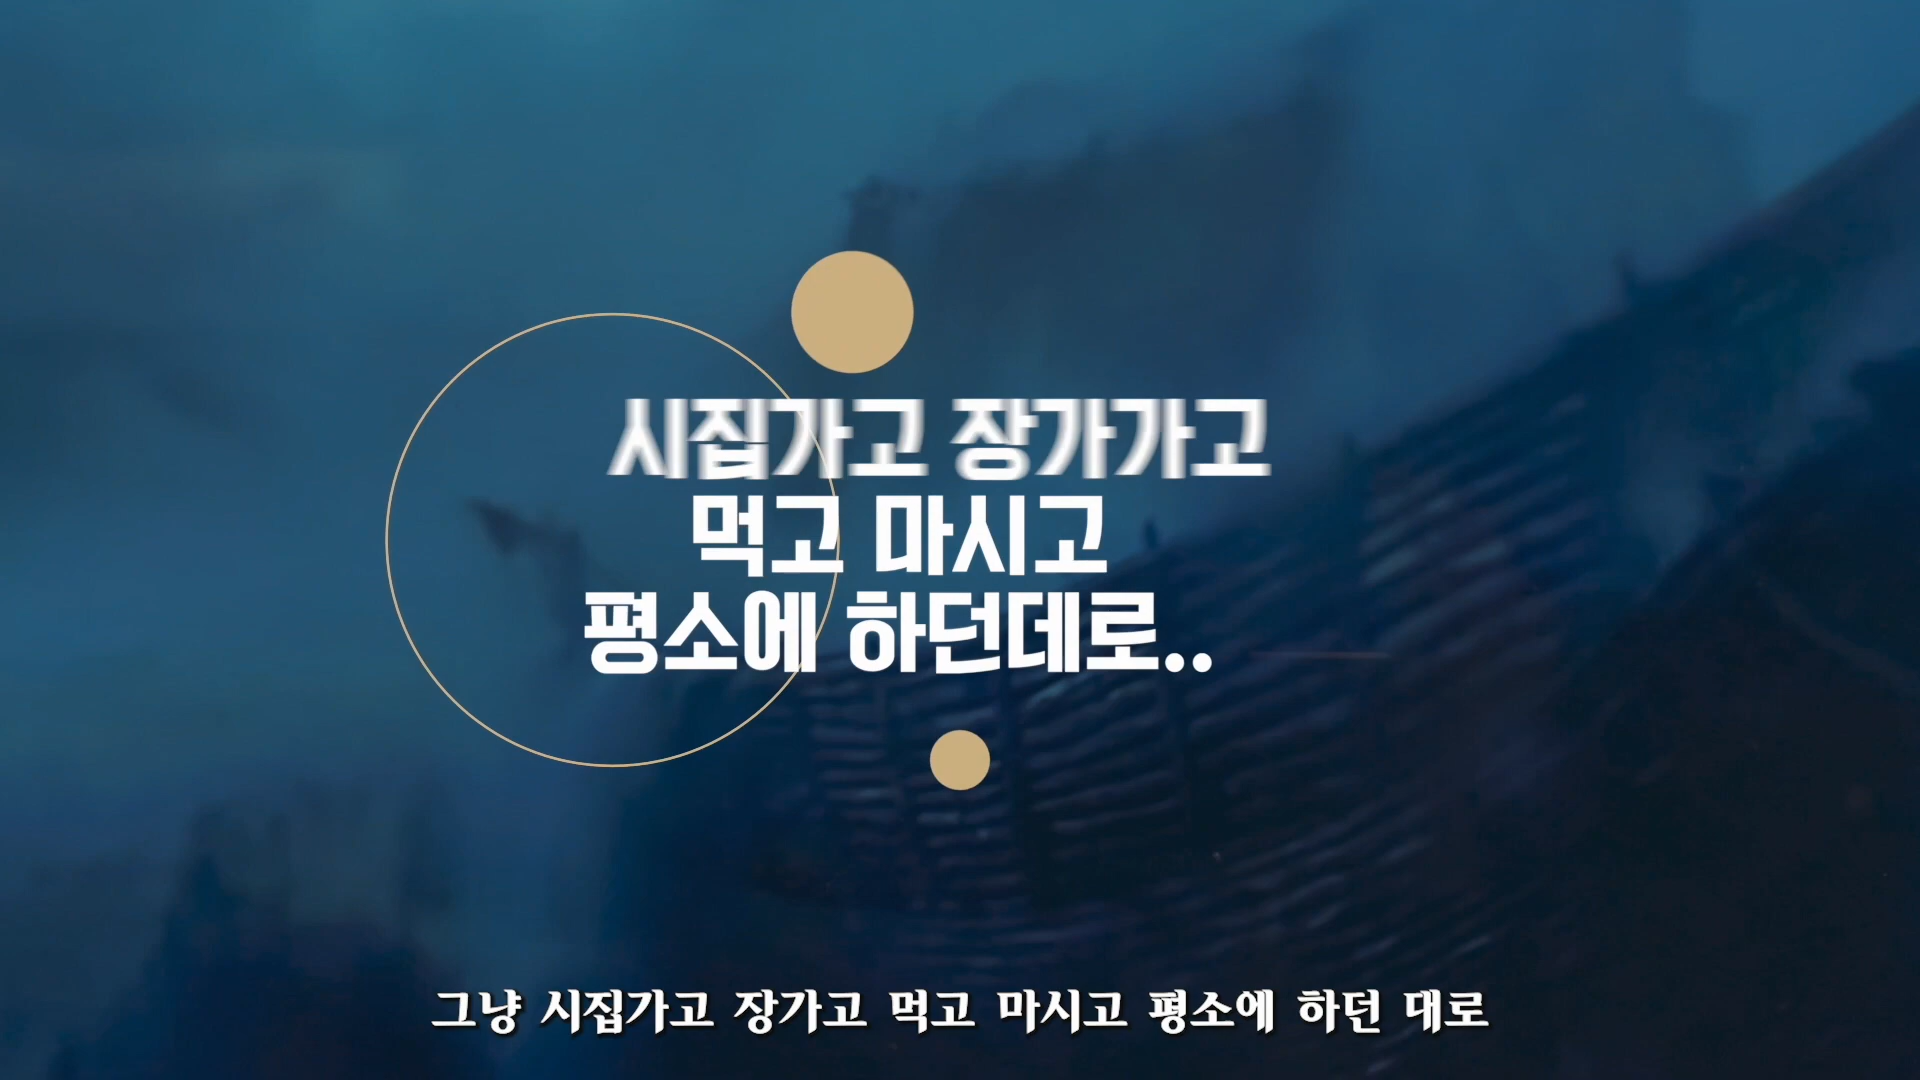 시집가고 장가가고
먹고 마시고
평소에 하던데로..
그냥 시집가고 장가고 먹고 마시고 평소에 하던 대로